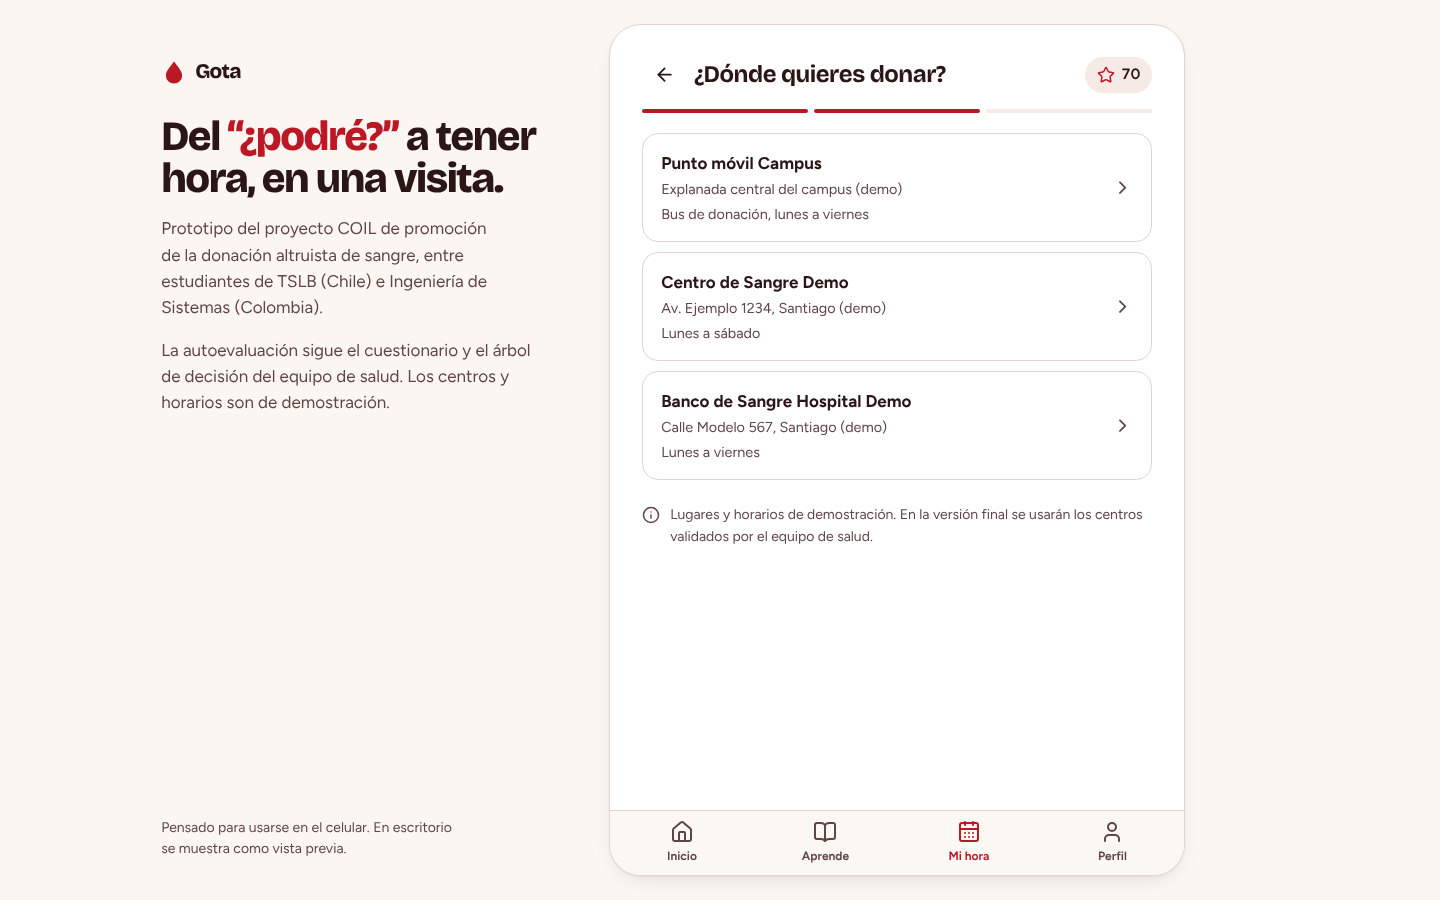 Gota
Del “¿podré?” a tener
hora, en una visita.
Prototipo del proyecto COIL de promoción
de la donación altruista de sangre, entre
estudiantes de TSLB (Chile) e Ingeniería de
Sistemas (Colombia).
La autoevaluación sigue el cuestionario y el árbol
de decisión del equipo de salud. Los centros y
horarios son de demostración.
Pensado para usarse en el celular. En escritorio
se muestra como vista previa.
¿Dónde quieres donar?
70
Punto móvil Campus
Explanada central del campus (demo)
Bus de donación, lunes a viernes
Centro de Sangre Demo
Av. Ejemplo 1234, Santiago (demo)
Lunes a sábado
Banco de Sangre Hospital Demo
Calle Modelo 567, Santiago (demo)
Lunes a viernes
Lugares y horarios de demostración. En la versión final se usarán los centros
validados por el equipo de salud.
Inicio
Aprende
Mi hora
Perfil